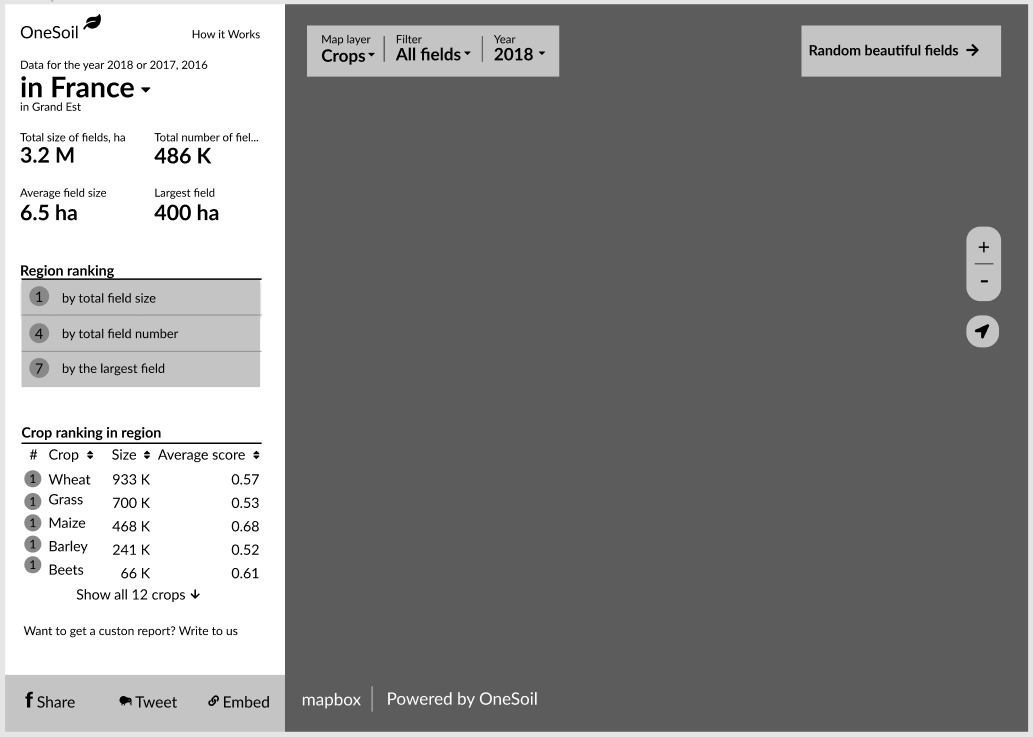 OneSoil
How it Works
Data for the year 2018 or 2017, 2016
in France
in Grand Est
Total size of fields, ha
3.2 M
Total number of fiel...
486 K
Average field size
6.5 ha
Largest field
400 ha
Region ranking
1 by total field size
4 by total field number
7 by the largest field
Crop ranking in region
# Crop Size Average score
1 Wheat 933 K 0.57
1 Grass 700 K 0.53
1 Maize 468 K 0.68
1 Barley 241 K 0.52
1 Beets 66 K 0.61
Show all 12 crops
Want to get a custon report? Write to us
Share Tweet Embed
Map layer
Crops
Filter
All fields
Year
2018
Random beautiful fields
+
-
mapbox
Powered by OneSoil